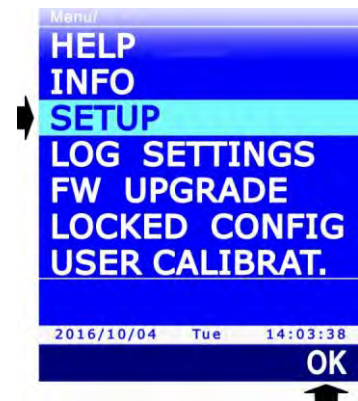 Menu/
HELP
INFO
SETUP
LOG SETTINGS
FW UPGRADE
LOCKED CONFIG
USER CALIBRAT.
2016/10/04 Tue 14:03:38
OK